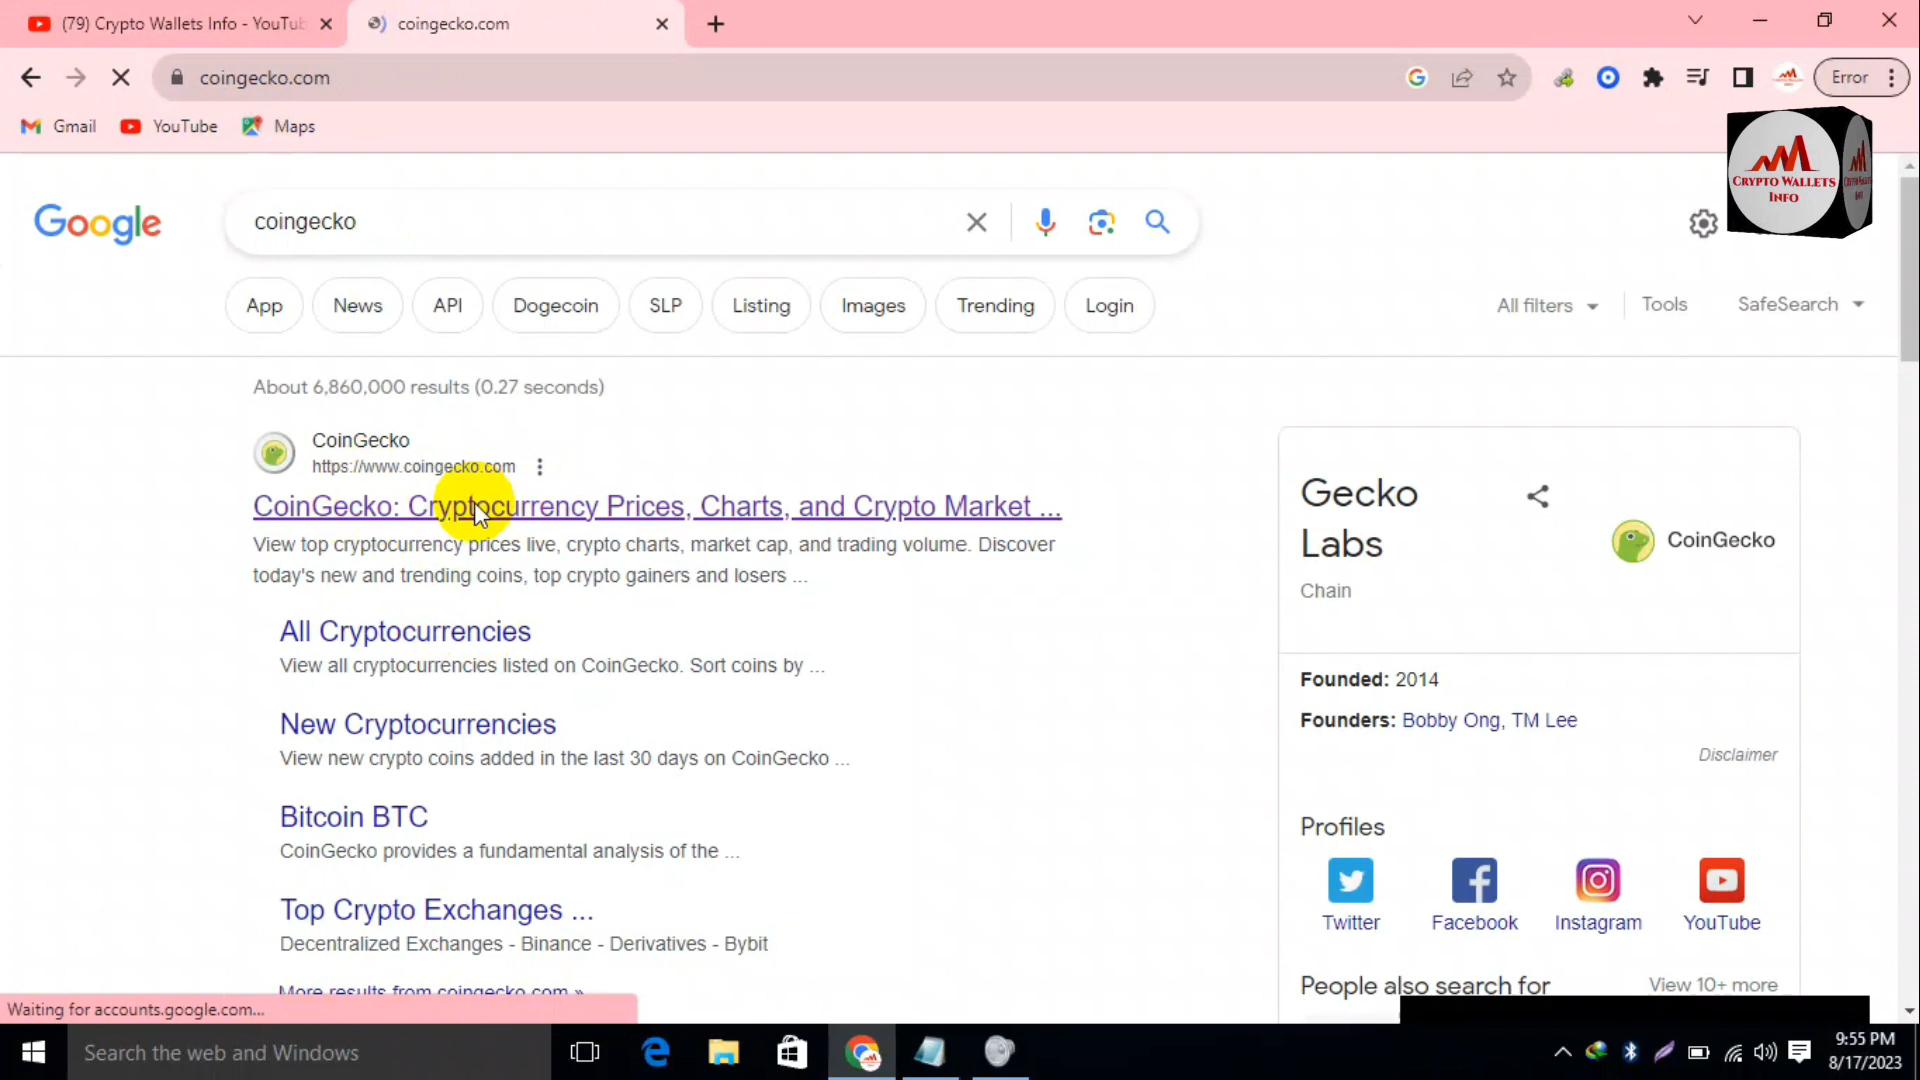 (79) Crypto Wallets Info - YouTub
coingecko.com
coingecko.com
Error
Gmail
YouTube
Maps
CRYPTO WALLETS
INFO
Google
coingecko
App
News
API
Dogecoin
SLP
Listing
Images
Trending
Login
All filters
Tools
SafeSearch
About 6,860,000 results (0.27 seconds)
CoinGecko
https://www.coingecko.com
CoinGecko: Cryptocurrency Prices, Charts, and Crypto Market ...
View top cryptocurrency prices live, crypto charts, market cap, and trading volume. Discover
today's new and trending coins, top crypto gainers and losers ...
All Cryptocurrencies
View all cryptocurrencies listed on CoinGecko. Sort coins by ...
New Cryptocurrencies
View new crypto coins added in the last 30 days on CoinGecko ...
Bitcoin BTC
CoinGecko provides a fundamental analysis of the ...
Top Crypto Exchanges ...
Decentralized Exchanges - Binance - Derivatives - Bybit
More results from coingecko.com »
Gecko
Labs
CoinGecko
Chain
Founded: 2014
Founders: Bobby Ong, TM Lee
Disclaimer
Profiles
Twitter
Facebook
Instagram
YouTube
People also search for
View 10+ more
Waiting for accounts.google.com...
Search the web and Windows
9:55 PM
8/17/2023